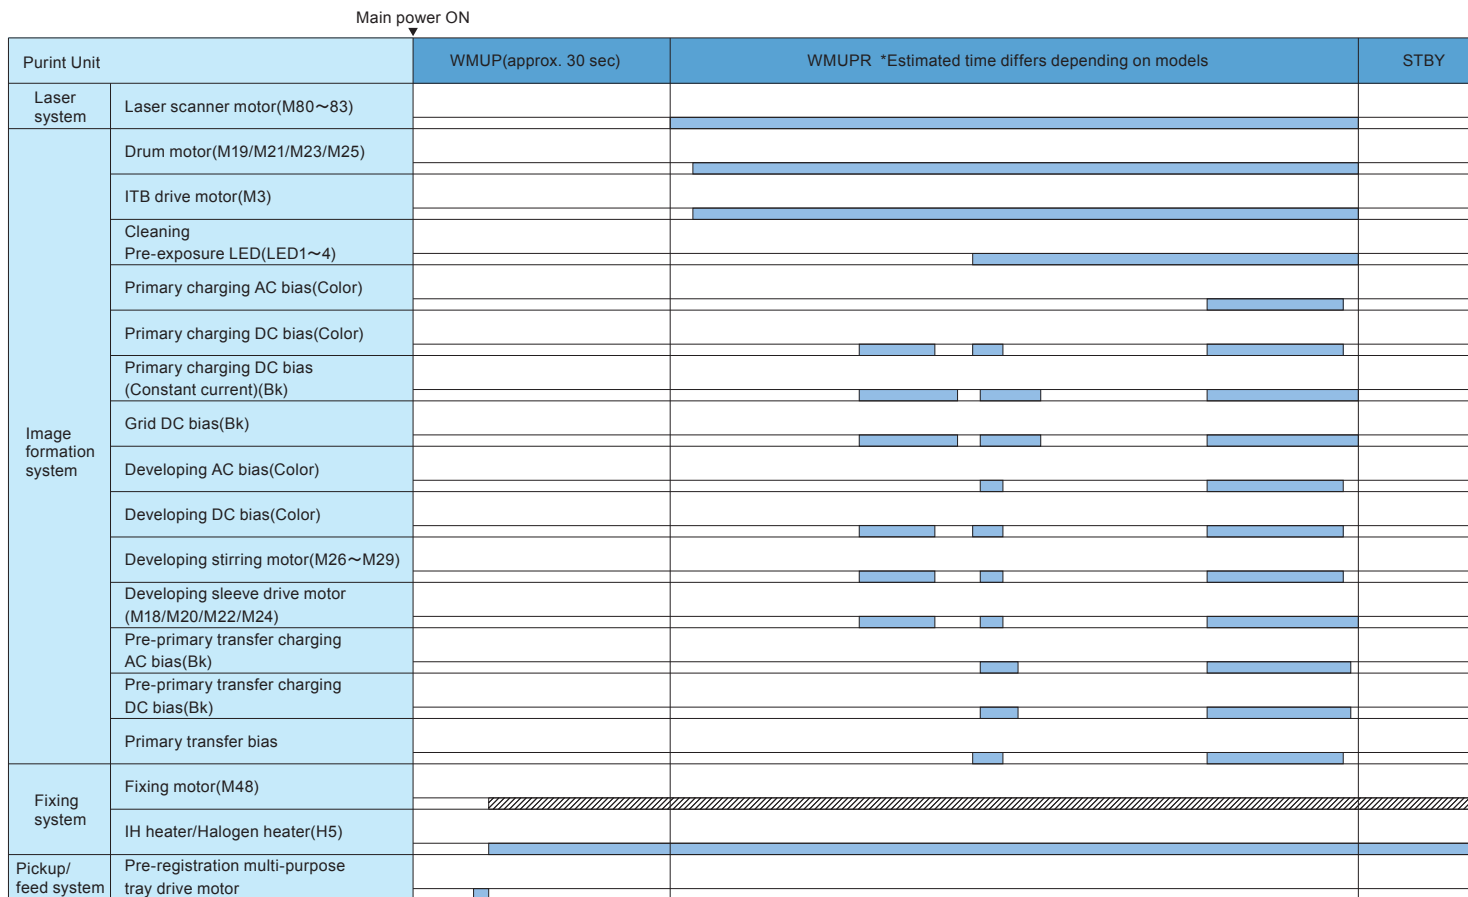 Main power ON
▼
Purint Unit
WMUP(approx. 30 sec)
WMUPR *Estimated time differs depending on models
STBY
Laser
system
Laser scanner motor(M80～83)
Image
formation
system
Drum motor(M19/M21/M23/M25)
ITB drive motor(M3)
Cleaning
Pre-exposure LED(LED1～4)
Primary charging AC bias(Color)
Primary charging DC bias(Color)
Primary charging DC bias
(Constant current)(Bk)
Grid DC bias(Bk)
Developing AC bias(Color)
Developing DC bias(Color)
Developing stirring motor(M26～M29)
Developing sleeve drive motor
(M18/M20/M22/M24)
Pre-primary transfer charging
AC bias(Bk)
Pre-primary transfer charging
DC bias(Bk)
Primary transfer bias
Fixing
system
Fixing motor(M48)
IH heater/Halogen heater(H5)
Pickup/
feed system
Pre-registration multi-purpose
tray drive motor